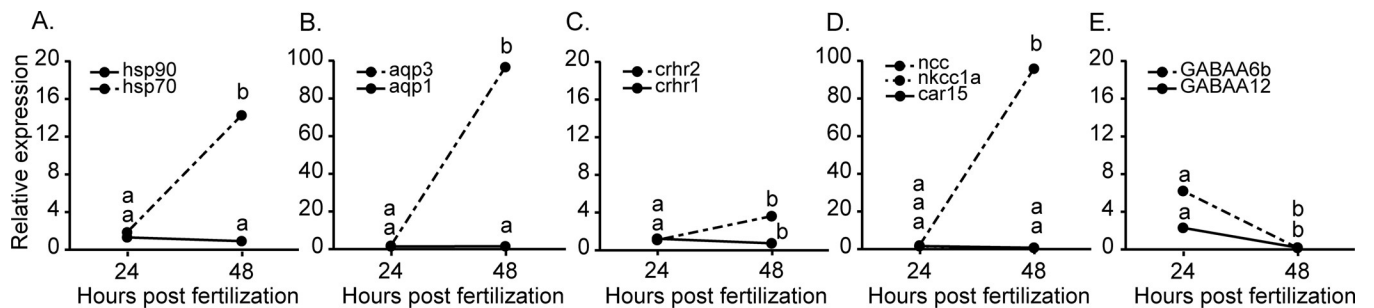 A.
Relative expression
20
16
12
8
4
0
hsp90
hsp70
b
a
a
a
24
48
Hours post fertilization
B.
100
80
60
40
20
0
aqp3
aqp1
b
a
a
a
24
48
Hours post fertilization
C.
20
16
12
8
4
0
crhr2
crhr1
a
a
b
b
24
48
Hours post fertilization
D.
100
80
60
40
20
0
ncc
nkcc1a
car15
b
a
a
a
a
a
24
48
Hours post fertilization
E.
20
16
12
8
4
0
GABAA6b
GABAA12
a
a
b
b
24
48
Hours post fertilization